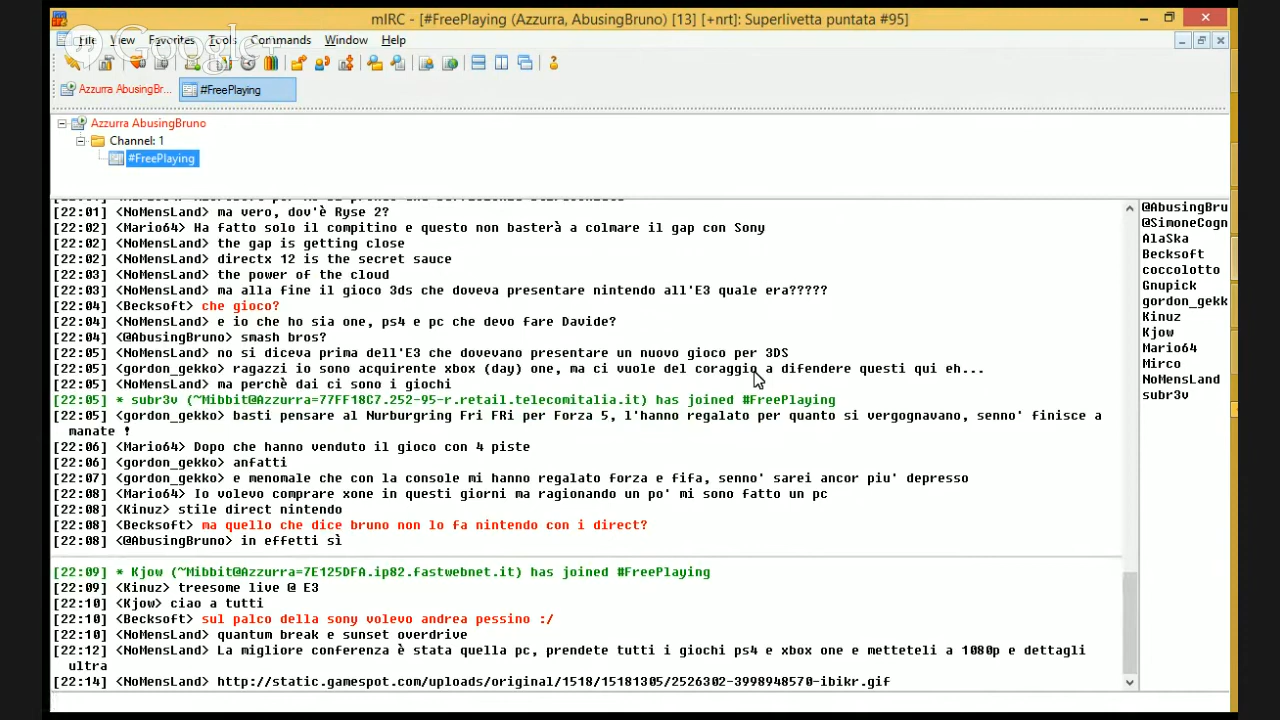 mIRC - [#FreePlaying (Azzurra, AbusingBruno) [13] [+nrt]: Superlivetta puntata #95]
File View Favorites Tools Commands Window Help
Google+
Azzurra AbusingBr... #FreePlaying
Azzurra AbusingBruno
Channel: 1
#FreePlaying
[22:01] <NoMensLand> ma vero, dov'è Ryse 2?
[22:02] <Mario64> Ha fatto solo il compitino e questo non basterà a colmare il gap con Sony
[22:02] <NoMensLand> the gap is getting close
[22:02] <NoMensLand> directx 12 is the secret sauce
[22:03] <NoMensLand> the power of the cloud
[22:03] <NoMensLand> ma alla fine il gioco 3ds che doveva presentare nintendo all'E3 quale era?????
[22:04] <Becksoft> che gioco?
[22:04] <NoMensLand> e io che ho sia one, ps4 e pc che devo fare Davide?
[22:04] <@AbusingBruno> smash bros?
[22:05] <NoMensLand> no si diceva prima dell'E3 che dovevano presentare un nuovo gioco per 3DS
[22:05] <gordon_gekko> ragazzi io sono acquirente xbox (day) one, ma ci vuole del coraggio a difendere questi qui eh...
[22:05] <NoMensLand> ma perchè dai ci sono i giochi
[22:05] * subr3v (~Mibbit@Azzurra=77FF18C7.252-95-r.retail.telecomitalia.it) has joined #FreePlaying
[22:06] <gordon_gekko> basti pensare al Nurburgring Fri FRi per Forza 5, l'hanno regalato per quanto si vergognavano, senno' finisce a
manate !
[22:06] <Mario64> Dopo che hanno venduto il gioco con 4 piste
[22:06] <gordon_gekko> anfatti
[22:07] <gordon_gekko> e menomale che con la console mi hanno regalato forza e fifa, senno' sarei ancor piu' depresso
[22:08] <Mario64> Io volevo comprare xone in questi giorni ma ragionando un po' mi sono fatto un pc
[22:08] <Kinuz> stile direct nintendo
[22:08] <Becksoft> ma quello che dice bruno non lo fa nintendo con i direct?
[22:08] <@AbusingBruno> in effetti sì
[22:09] * Kjow (~Mibbit@Azzurra=7E125DFA.ip82.fastwebnet.it) has joined #FreePlaying
[22:09] <Kinuz> treesome live @ E3
[22:10] <Kjow> ciao a tutti
[22:10] <Becksoft> sul palco della sony volevo andrea pessino :/
[22:10] <NoMensLand> quantum break e sunset overdrive
[22:12] <NoMensLand> La migliore conferenza è stata quella pc, prendete tutti i giochi ps4 e xbox one e metteteli a 1080p e dettagli
ultra
[22:14] <NoMensLand> http://static.gamespot.com/uploads/original/1518/15181305/2526302-3998948570-ibikr.gif
@AbusingBru
@SimoneCogn
AlaSka
Becksoft
coccolotto
Gnupick
gordon_gekk
Kinuz
Kjow
Mario64
Mirco
NoMensLand
subr3v